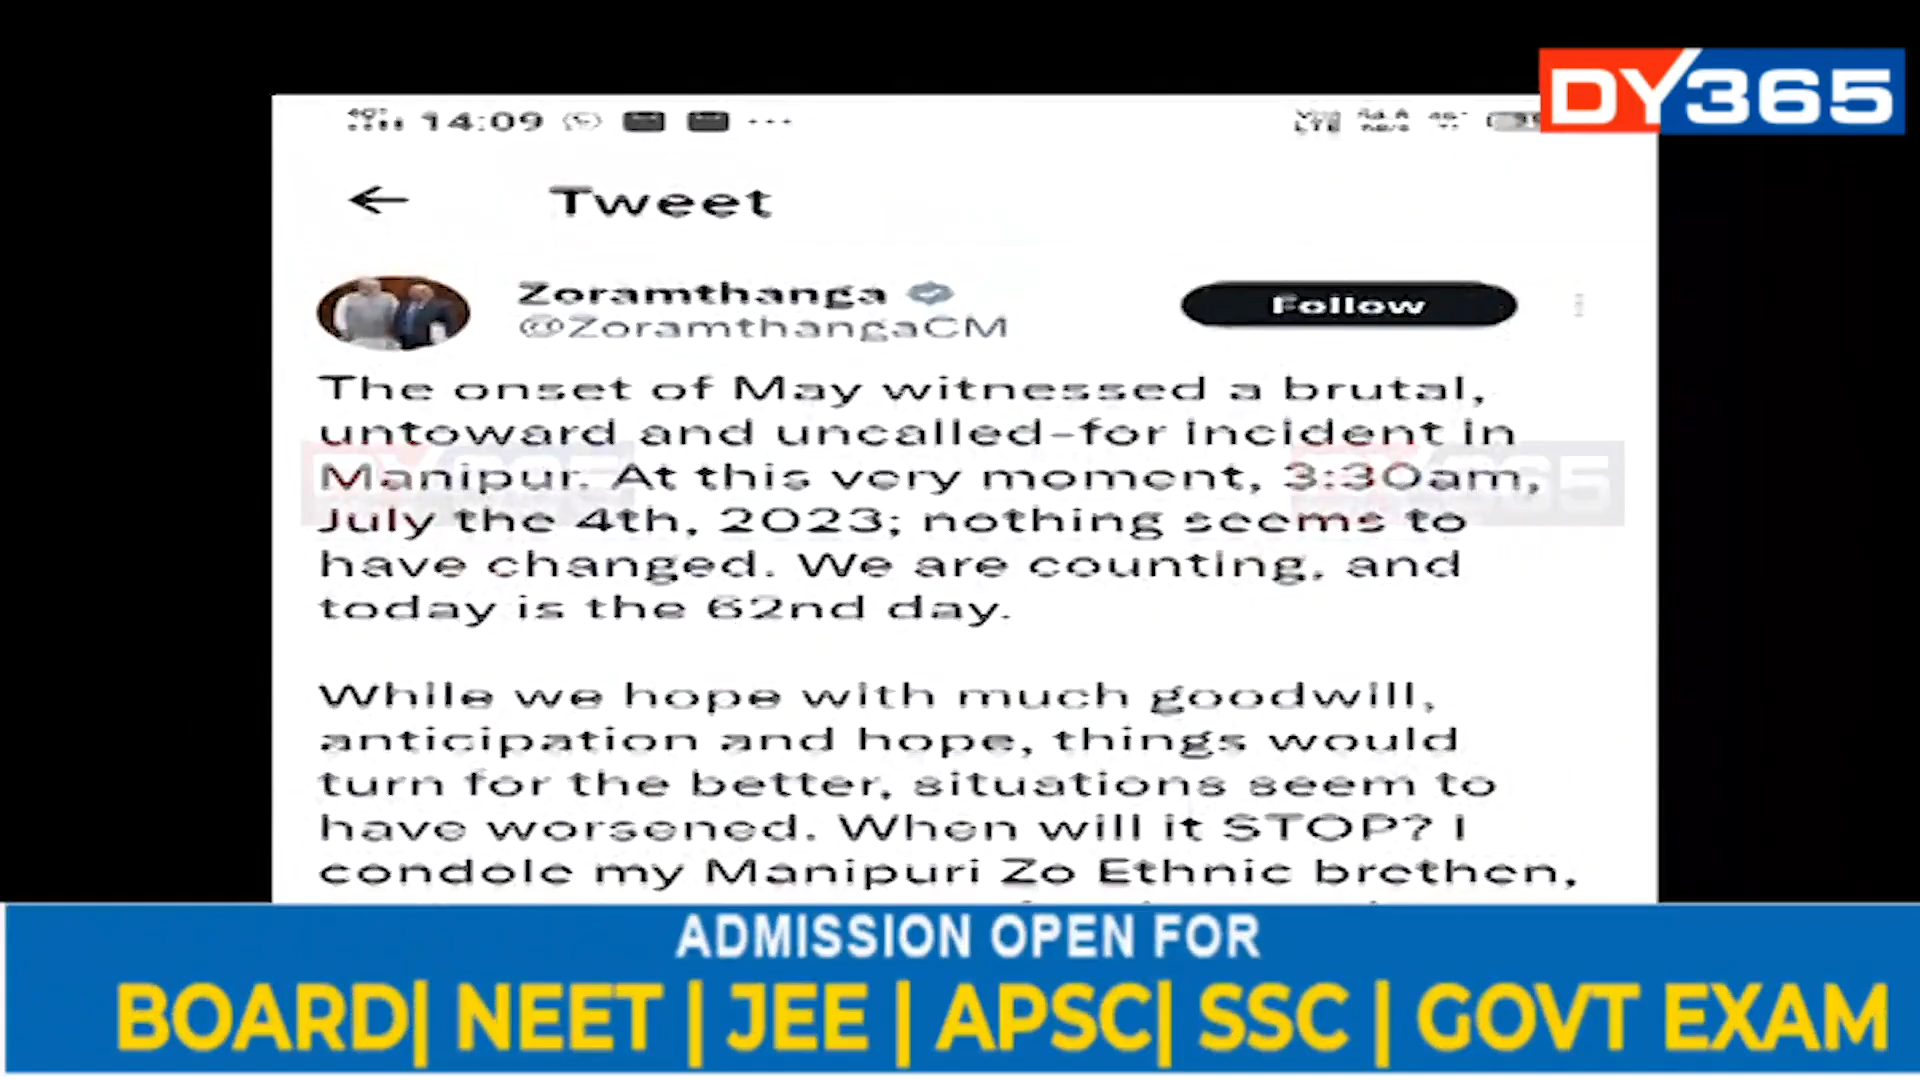 DY365
14:09
Tweet
Zoramthanga
@ZoramthangaCM
Follow
The onset of May witnessed a brutal,
untoward and uncalled-for incident in
Manipur. At this very moment, 3:30am,
July the 4th, 2023; nothing seems to
have changed. We are counting, and
today is the 62nd day.
While we hope with much goodwill,
anticipation and hope, things would
turn for the better, situations seem to
have worsened. When will it STOP? I
condole my Manipuri Zo Ethnic brethen,
ADMISSION OPEN FOR
BOARD| NEET | JEE | APSC| SSC | GOVT EXAM